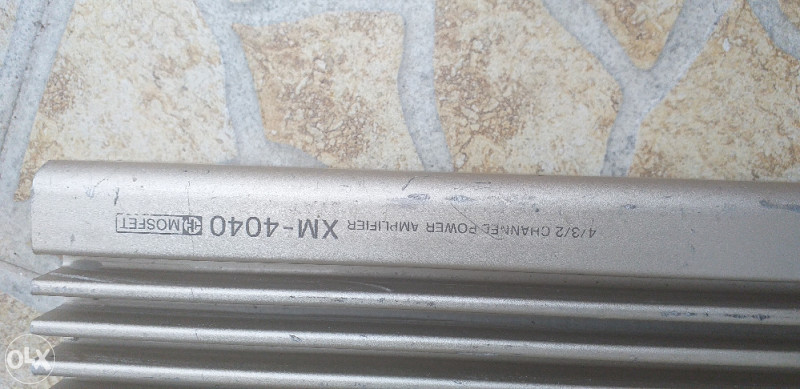 4/3/2 CHANNEL POWER AMPLIFIER XM-4040 MOSFET
OLX